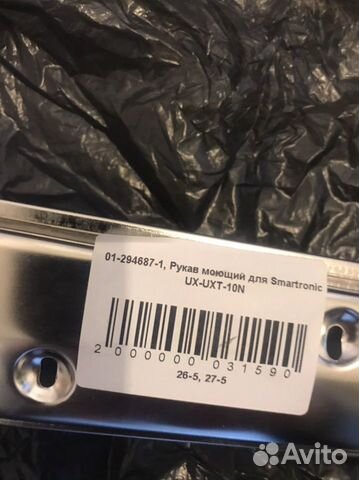 01-294687-1, Рукав моющий для Smartronic
UX-UXT-10N
2 000000 031590
26-5, 27-5
Avito